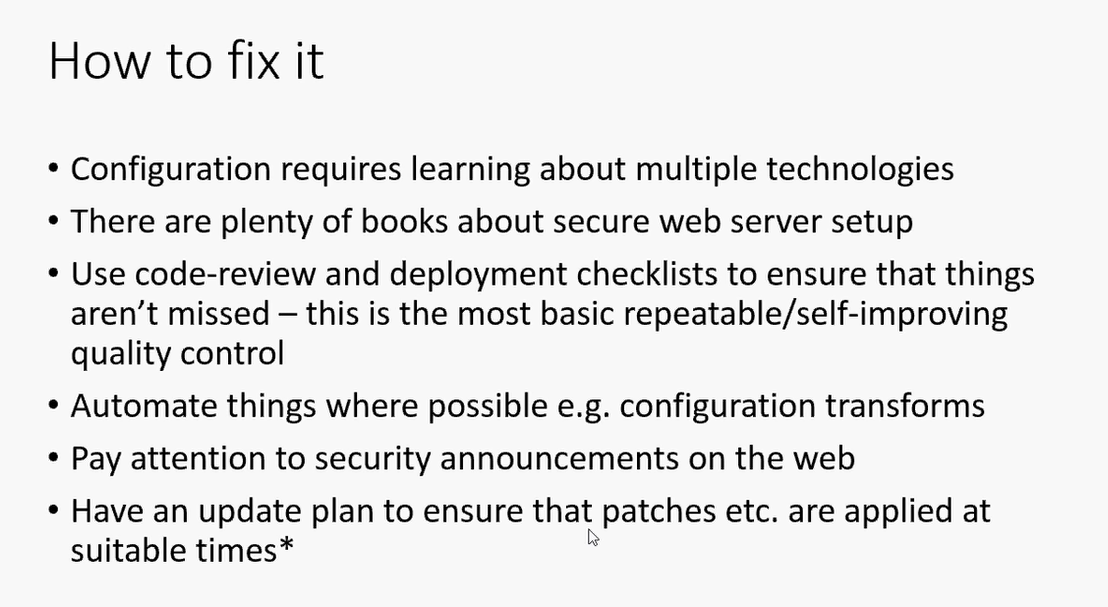 How to fix it
• Configuration requires learning about multiple technologies
• There are plenty of books about secure web server setup
• Use code-review and deployment checklists to ensure that things
aren’t missed – this is the most basic repeatable/self-improving
quality control
• Automate things where possible e.g. configuration transforms
• Pay attention to security announcements on the web
• Have an update plan to ensure that patches etc. are applied at
suitable times*